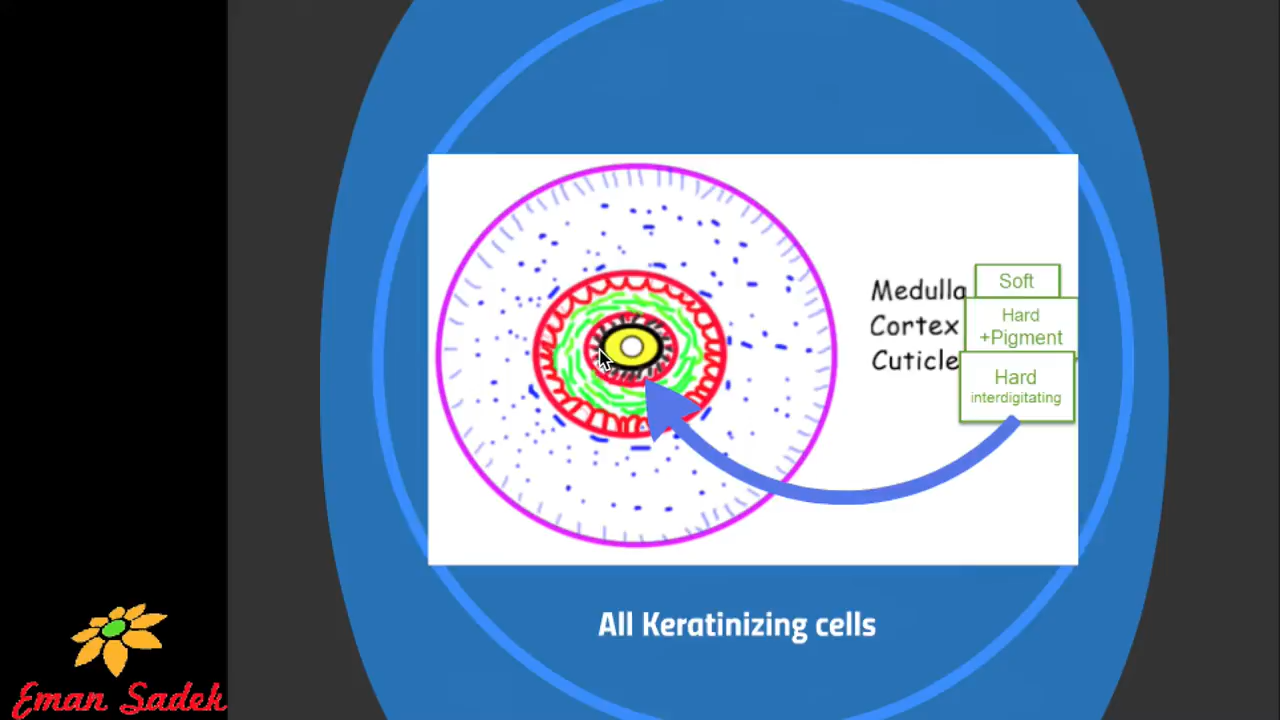 Medulla
Soft
Cortex
Hard
+Pigment
Cuticle
Hard
interdigitating
All Keratinizing cells
Eman Sadek